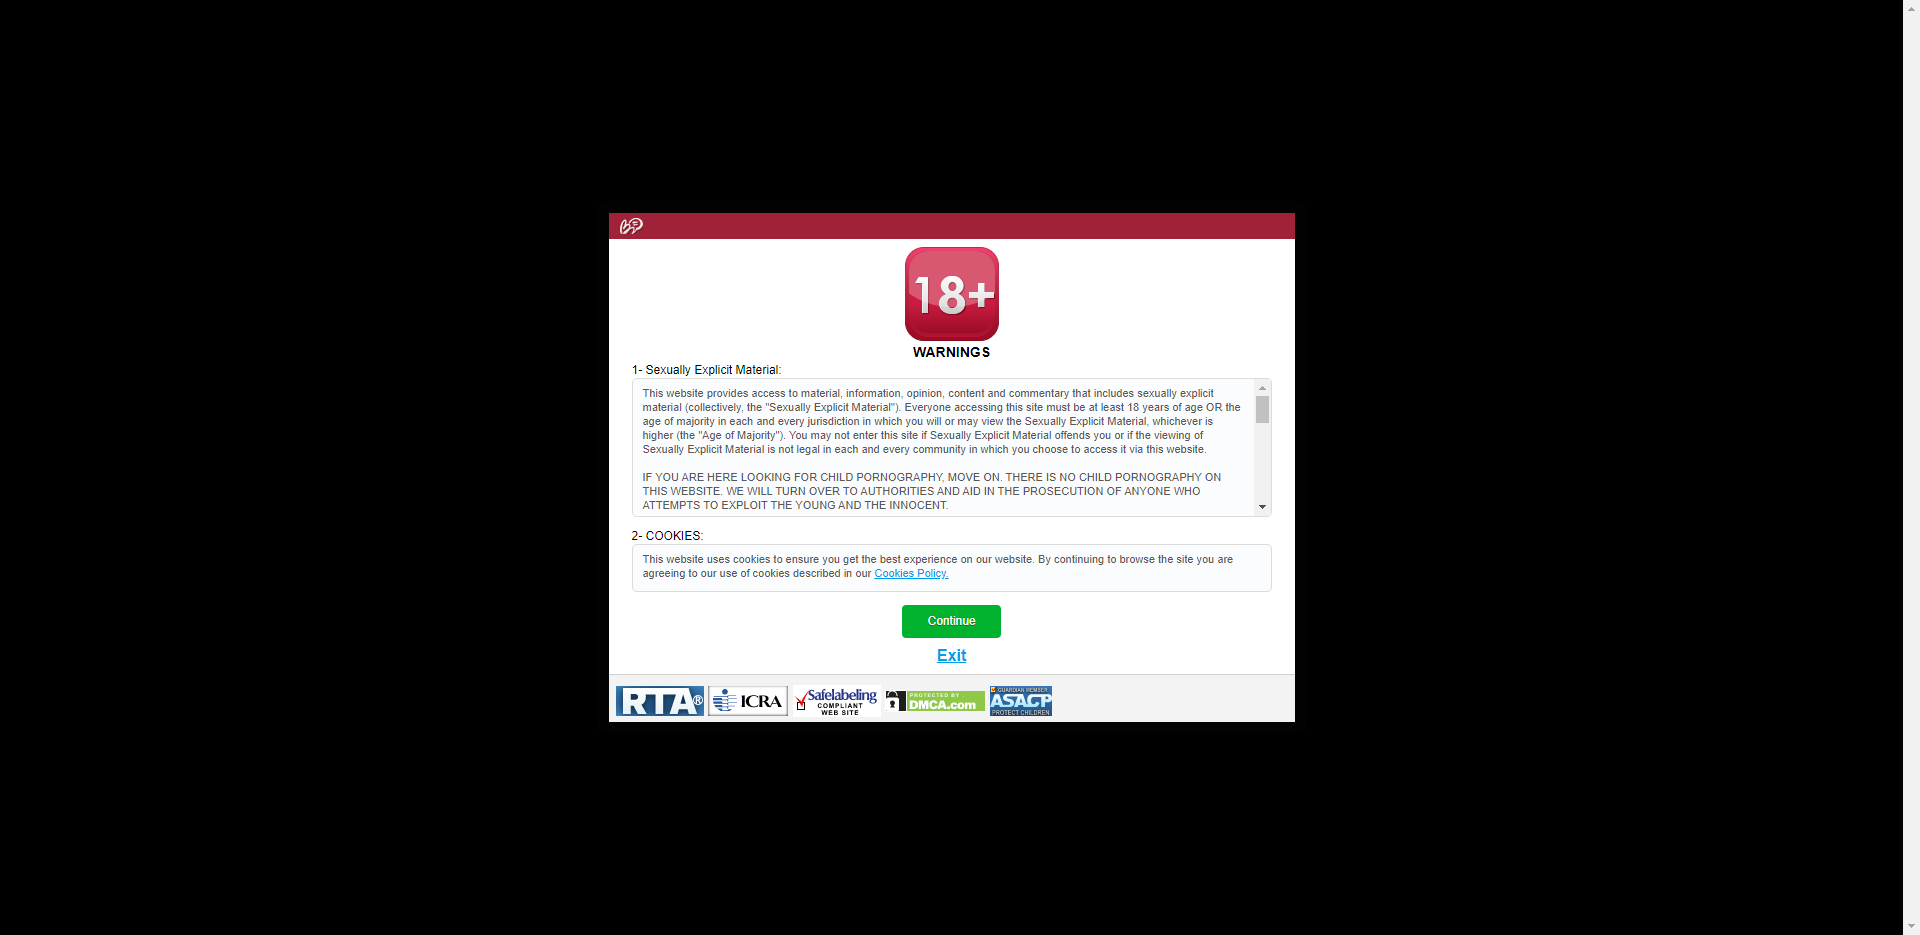 BP
18+
WARNINGS
1- Sexually Explicit Material:
This website provides access to material, information, opinion, content and commentary that includes sexually explicit
material (collectively, the "Sexually Explicit Material"). Everyone accessing this site must be at least 18 years of age OR the
age of majority in each and every jurisdiction in which you will or may view the Sexually Explicit Material, whichever is
higher (the "Age of Majority"). You may not enter this site if Sexually Explicit Material offends you or if the viewing of
Sexually Explicit Material is not legal in each and every community in which you choose to access it via this website.
IF YOU ARE HERE LOOKING FOR CHILD PORNOGRAPHY, MOVE ON. THERE IS NO CHILD PORNOGRAPHY ON
THIS WEBSITE. WE WILL TURN OVER TO AUTHORITIES AND AID IN THE PROSECUTION OF ANYONE WHO
ATTEMPTS TO EXPLOIT THE YOUNG AND THE INNOCENT.
2- COOKIES:
This website uses cookies to ensure you get the best experience on our website. By continuing to browse the site you are
agreeing to our use of cookies described in our Cookies Policy.
Continue
Exit
RTA®
ICRA
Safelabeling
COMPLIANT
WEB SITE
PROTECTED BY :
DMCA.com
GUARDIAN MEMBER
ASACP
PROTECT CHILDREN